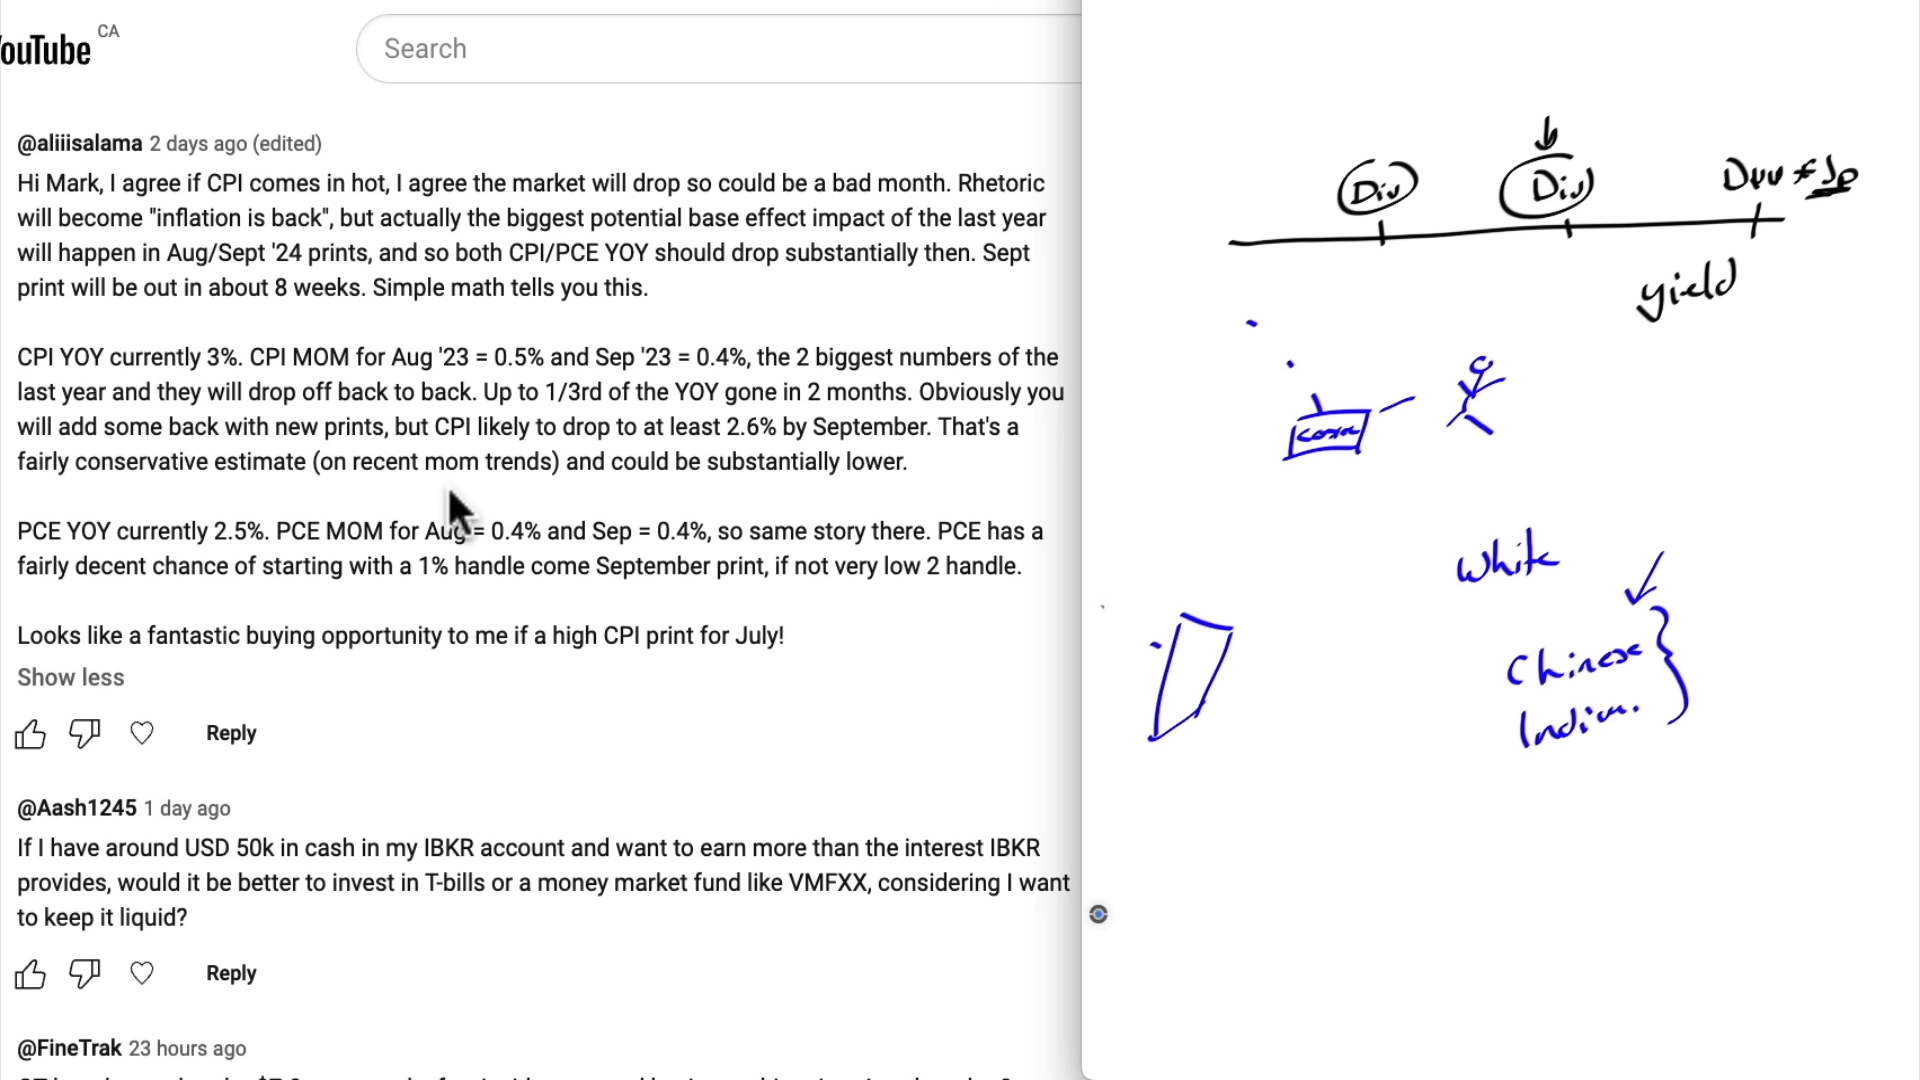 ouTube CA
Search
@aliiisalama 2 days ago (edited)
Hi Mark, I agree if CPI comes in hot, I agree the market will drop so could be a bad month. Rhetoric
will become "inflation is back", but actually the biggest potential base effect impact of the last year
will happen in Aug/Sept '24 prints, and so both CPI/PCE YOY should drop substantially then. Sept
print will be out in about 8 weeks. Simple math tells you this.
CPI YOY currently 3%. CPI MOM for Aug '23 = 0.5% and Sep '23 = 0.4%, the 2 biggest numbers of the
last year and they will drop off back to back. Up to 1/3rd of the YOY gone in 2 months. Obviously you
will add some back with new prints, but CPI likely to drop to at least 2.6% by September. That's a
fairly conservative estimate (on recent mom trends) and could be substantially lower.
PCE YOY currently 2.5%. PCE MOM for Aug = 0.4% and Sep = 0.4%, so same story there. PCE has a
fairly decent chance of starting with a 1% handle come September print, if not very low 2 handle.
Looks like a fantastic buying opportunity to me if a high CPI print for July!
Show less
Reply
@Aash1245 1 day ago
If I have around USD 50k in cash in my IBKR account and want to earn more than the interest IBKR
provides, would it be better to invest in T-bills or a money market fund like VMFXX, considering I want
to keep it liquid?
Reply
@FineTrak 23 hours ago
Div Div
yield
White
Chinese
Indian.